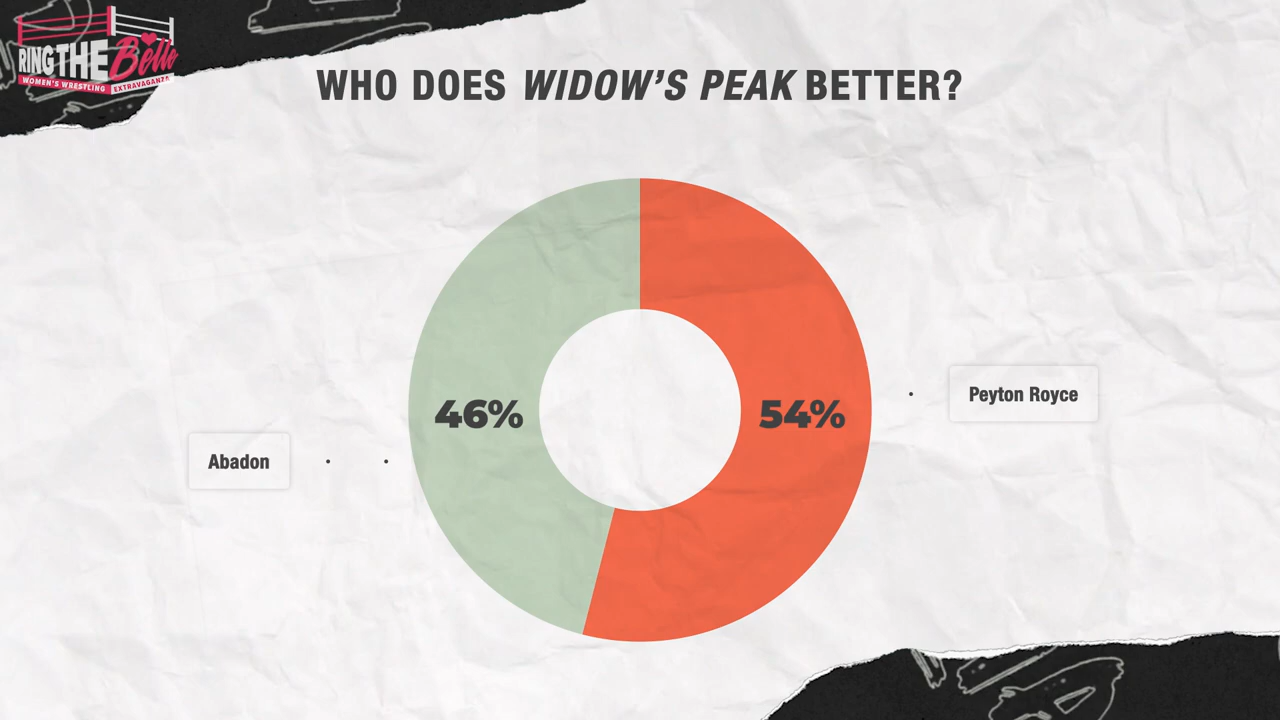 RING THE Belle
WOMEN'S WRESTLING EXTRAVAGANZA
WHO DOES WIDOW'S PEAK BETTER?
46%
54%
Peyton Royce
Abadon